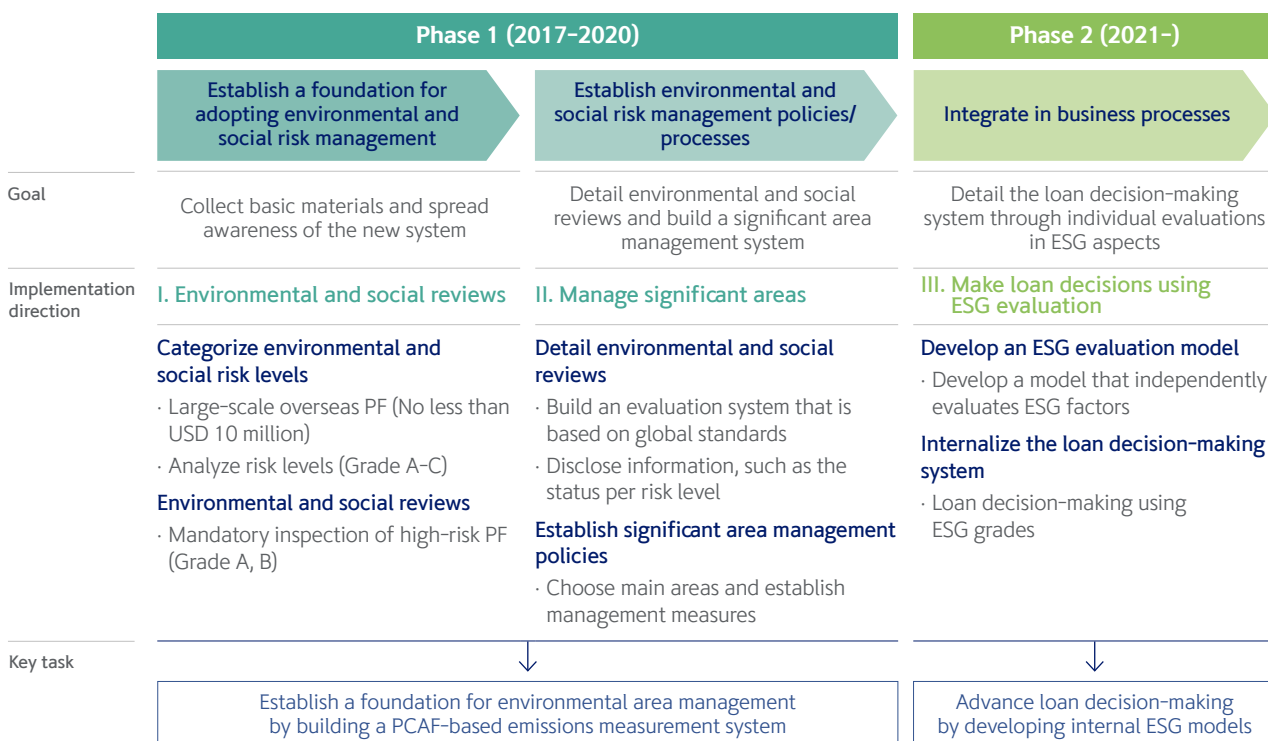 Phase 1 (2017-2020)
Phase 2 (2021-)
Establish a foundation for
adopting environmental and
social risk management
Establish environmental and
social risk management policies/
processes
Integrate in business processes
Goal
Collect basic materials and spread
awareness of the new system
Detail environmental and social
reviews and build a significant area
management system
Detail the loan decision-making
system through individual evaluations
in ESG aspects
Implementation
direction
I. Environmental and social reviews
II. Manage significant areas
III. Make loan decisions using
ESG evaluation
Categorize environmental and
social risk levels
· Large-scale overseas PF (No less than
USD 10 million)
· Analyze risk levels (Grade A-C)
Environmental and social reviews
· Mandatory inspection of high-risk PF
(Grade A, B)
Detail environmental and social
reviews
· Build an evaluation system that is
based on global standards
· Disclose information, such as the
status per risk level
Establish significant area management
policies
· Choose main areas and establish
management measures
Develop an ESG evaluation model
· Develop a model that independently
evaluates ESG factors
Internalize the loan decision-making
system
· Loan decision-making using
ESG grades
Key task
Establish a foundation for environmental area management
by building a PCAF-based emissions measurement system
Advance loan decision-making
by developing internal ESG models